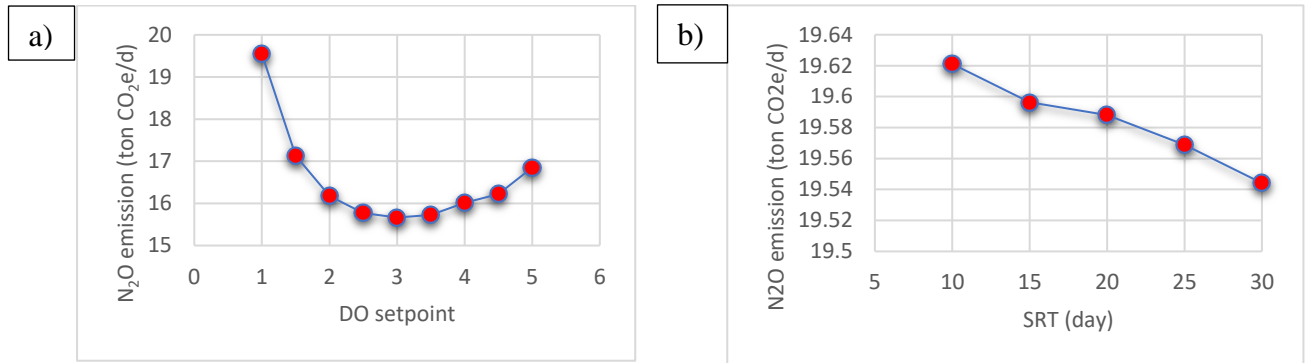 a)
N₂O emission (ton CO₂e/d)
20
19
18
17
16
15
0 1 2 3 4 5 6
DO setpoint
b)
N2O emission (ton CO2e/d)
19.64
19.62
19.6
19.58
19.56
19.54
19.52
19.5
5 10 15 20 25 30
SRT (day)